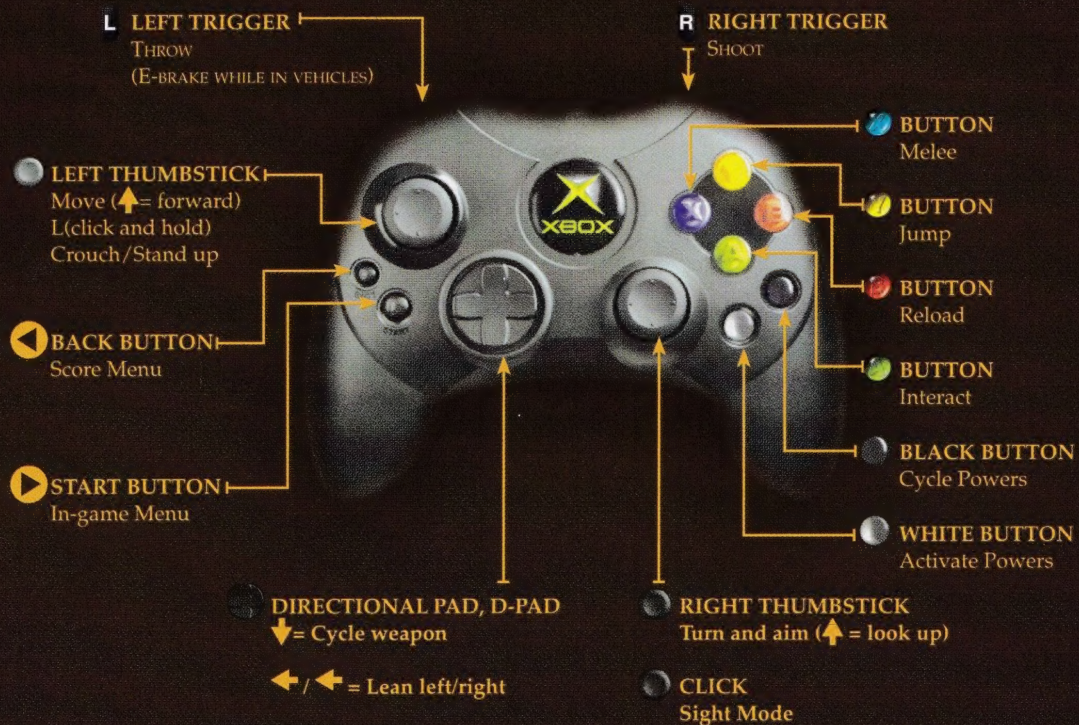 L LEFT TRIGGER
THROW
(E-BRAKE WHILE IN VEHICLES)
R RIGHT TRIGGER
SHOOT
LEFT THUMBSTICK
Move (↑= forward)
L(click and hold)
Crouch/Stand up
BACK BUTTON
Score Menu
START BUTTON
In-game Menu
XBOX
X
Y
B
A
START
X BUTTON
Melee
Y BUTTON
Jump
B BUTTON
Reload
A BUTTON
Interact
BLACK BUTTON
Cycle Powers
WHITE BUTTON
Activate Powers
DIRECTIONAL PAD, D-PAD
↓= Cycle weapon
←/← = Lean left/right
RIGHT THUMBSTICK
Turn and aim (↑ = look up)
CLICK
Sight Mode